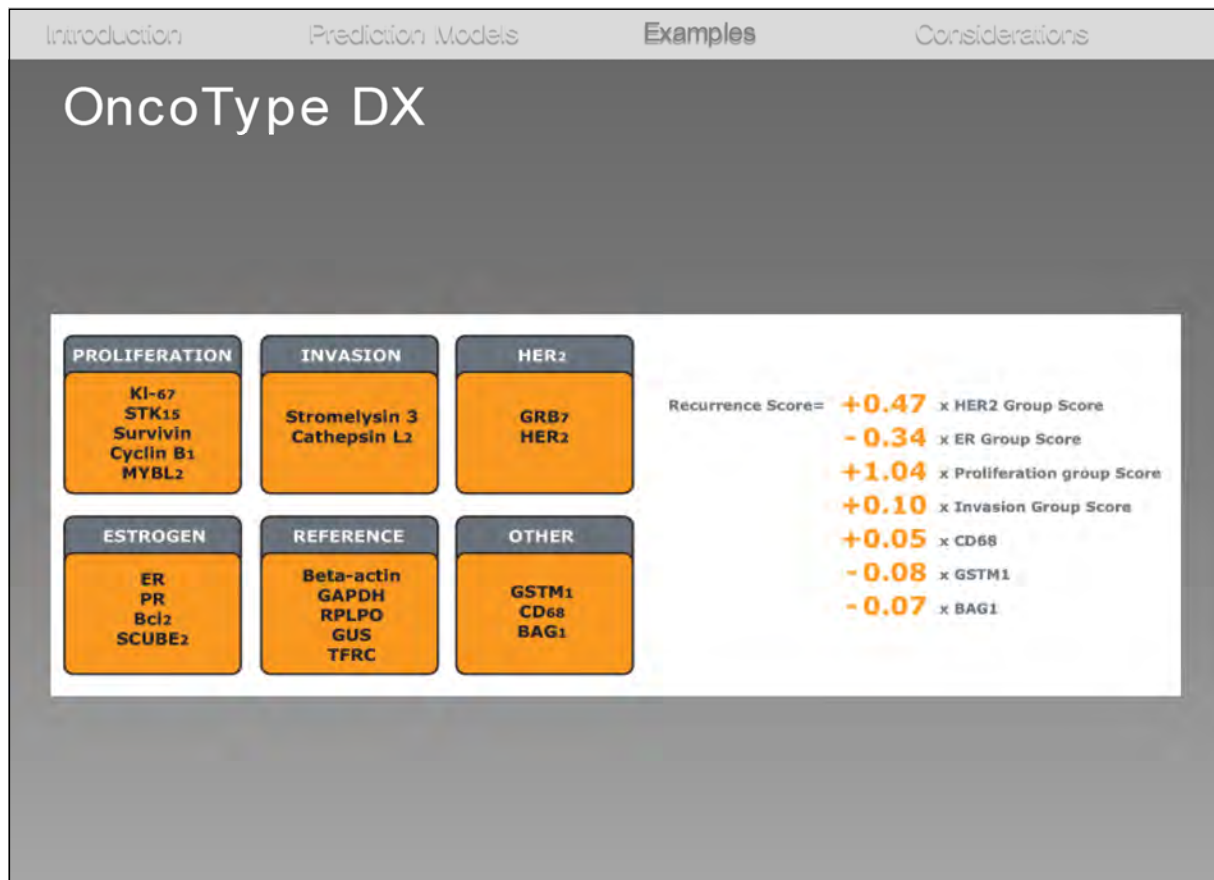 Introduction Prediction Models Examples Considerations
OncoType DX
PROLIFERATION
KI-67
STK15
Survivin
Cyclin B1
MYBL2
INVASION
Stromelysin 3
Cathepsin L2
HER2
GRB7
HER2
ESTROGEN
ER
PR
Bcl2
SCUBE2
REFERENCE
Beta-actin
GAPDH
RPLPO
GUS
TFRC
OTHER
GSTM1
CD68
BAG1
Recurrence Score= +0.47 x HER2 Group Score
- 0.34 x ER Group Score
+1.04 x Proliferation group Score
+0.10 x Invasion Group Score
+0.05 x CD68
- 0.08 x GSTM1
- 0.07 x BAG1